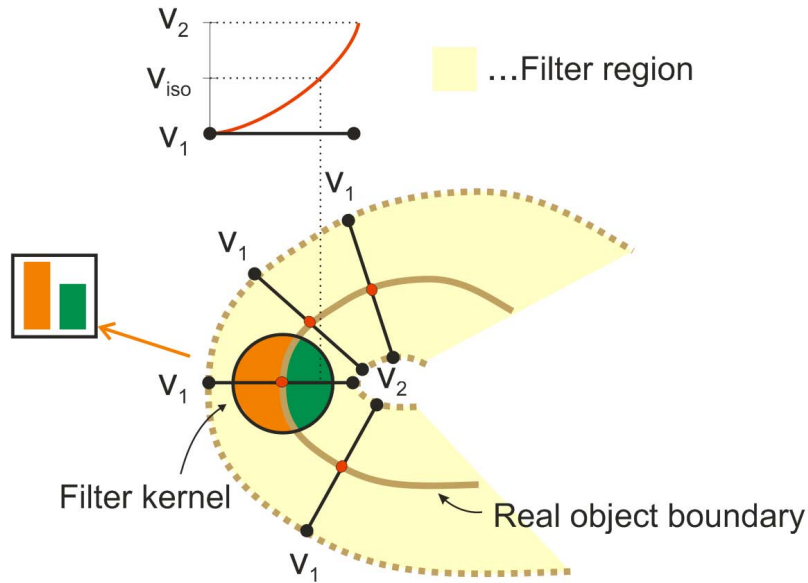 v2
viso
v1
...Filter region
v1
v1
v1
v2
Filter kernel
Real object boundary
v1